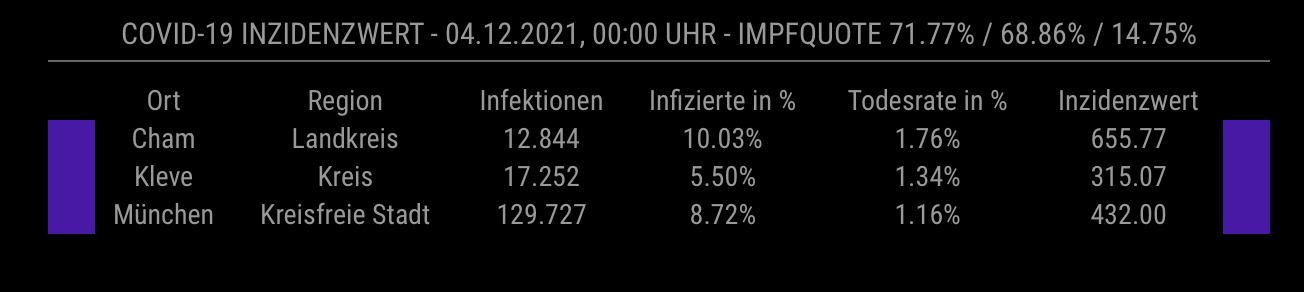 COVID-19 INZIDENZWERT - 04.12.2021, 00:00 UHR - IMPFQUOTE 71.77% / 68.86% / 14.75%
Ort Region Infektionen Infizierte in % Todesrate in % Inzidenzwert
Cham Landkreis 12.844 10.03% 1.76% 655.77
Kleve Kreis 17.252 5.50% 1.34% 315.07
München Kreisfreie Stadt 129.727 8.72% 1.16% 432.00